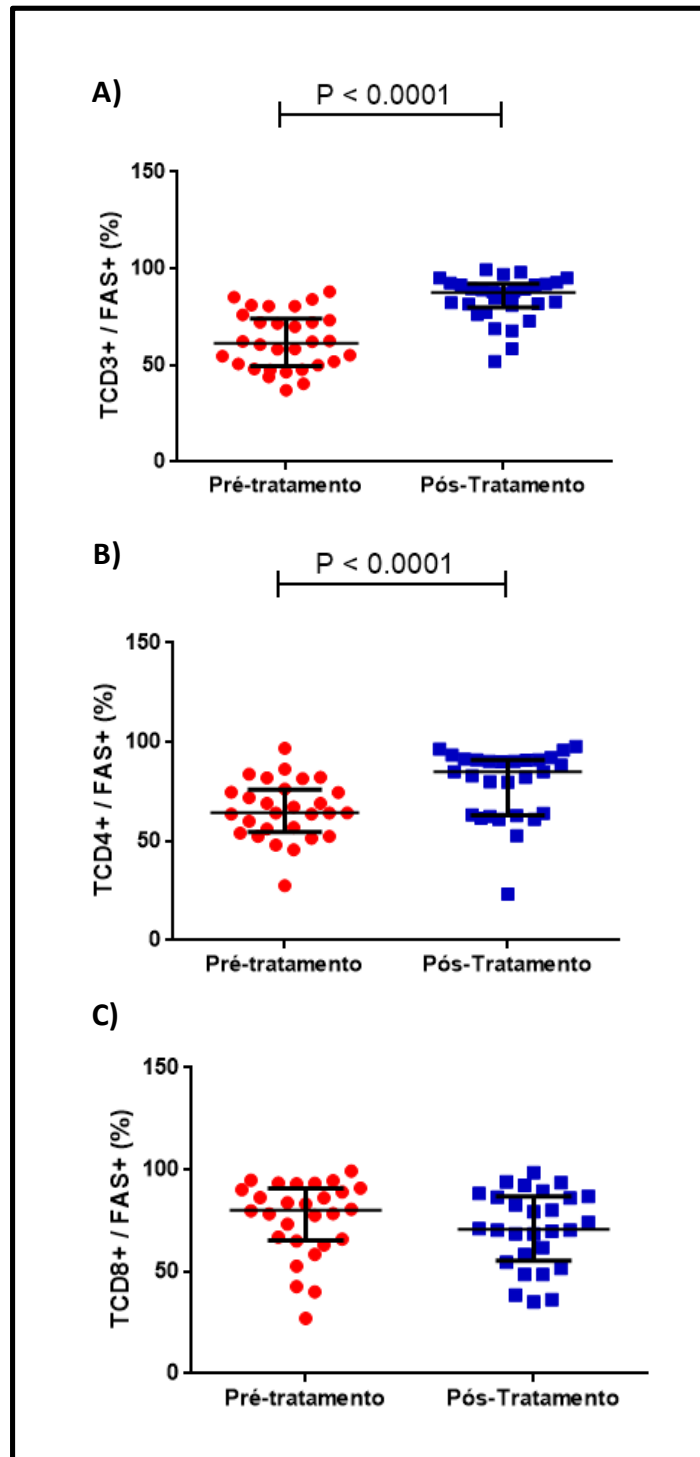 A)
P < 0.0001
TCD3+ / FAS+ (%)
150
100
50
0
Pré-tratamento Pós-Tratamento
B)
P < 0.0001
TCD4+ / FAS+ (%)
150
100
50
0
Pré-tratamento Pós-Tratamento
C)
TCD8+ / FAS+ (%)
150
100
50
0
Pré-tratamento Pós-Tratamento